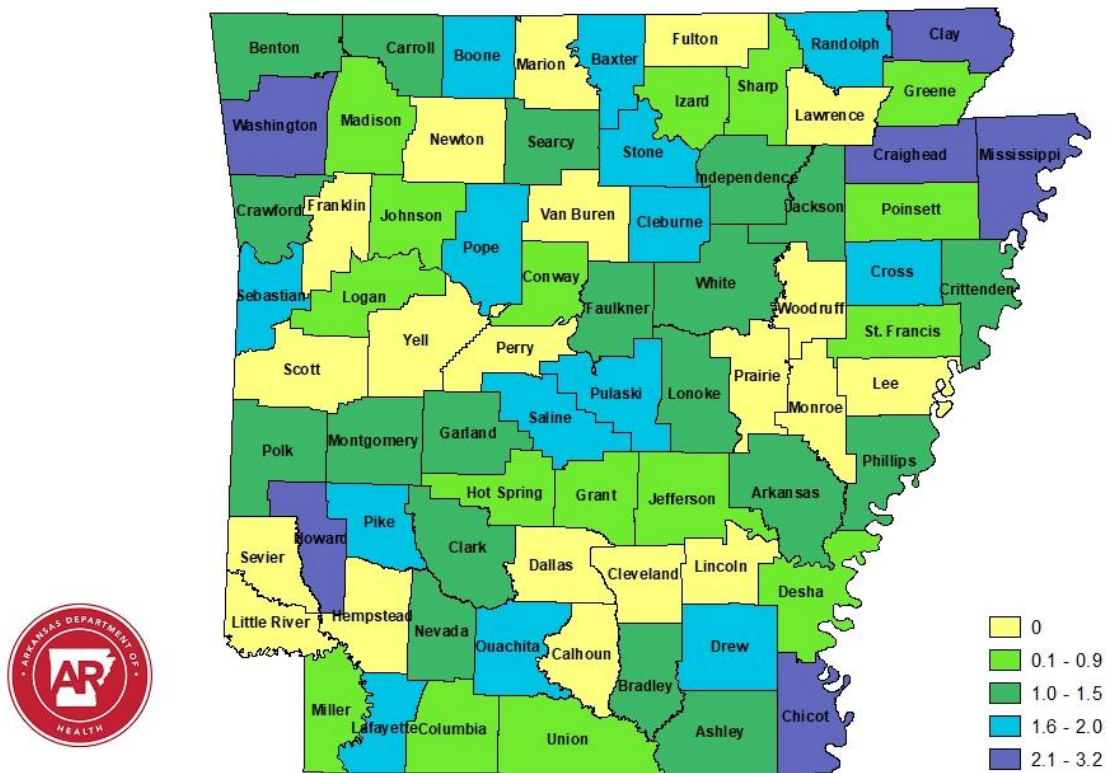 Benton
Carroll
Boone
Marion
Baxter
Fulton
Randolph
Clay
Washington
Madison
Newton
Searcy
Stone
Izard
Sharp
Lawrence
Greene
Crawford
Franklin
Johnson
Pope
Van Buren
Cleburne
Independence
Jackson
Craighead
Mississippi
Poinsett
Sebastian
Logan
Conway
Faulkner
White
Woodruff
Cross
Crittenden
St. Francis
Scott
Yell
Perry
Pulaski
Lonoke
Prairie
Monroe
Lee
Polk
Montgomery
Garland
Saline
Hot Spring
Grant
Jefferson
Arkansas
Phillips
Sevier
Howard
Pike
Clark
Dallas
Cleveland
Lincoln
Desha
Little River
Hempstead
Nevada
Ouachita
Calhoun
Bradley
Drew
Chicot
Miller
Lafayette
Columbia
Union
Ashley
ARKANSAS DEPARTMENT OF
AR
HEALTH
0
0.1 - 0.9
1.0 - 1.5
1.6 - 2.0
2.1 - 3.2